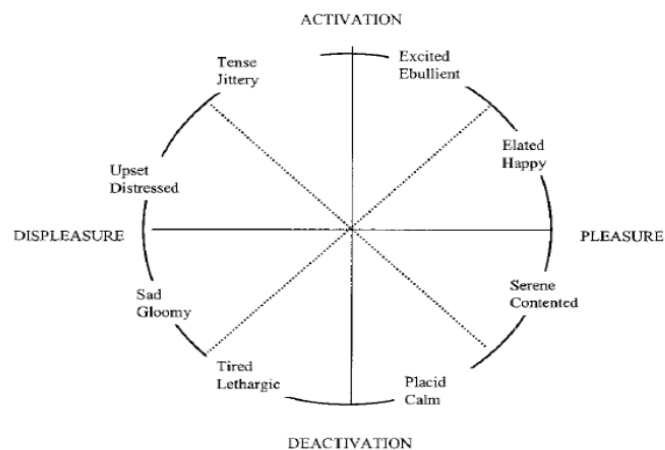 ACTIVATION
Tense
Jittery
Excited
Ebullient
Upset
Distressed
Elated
Happy
DISPLEASURE
PLEASURE
Sad
Gloomy
Serene
Contented
Tired
Lethargic
Placid
Calm
DEACTIVATION